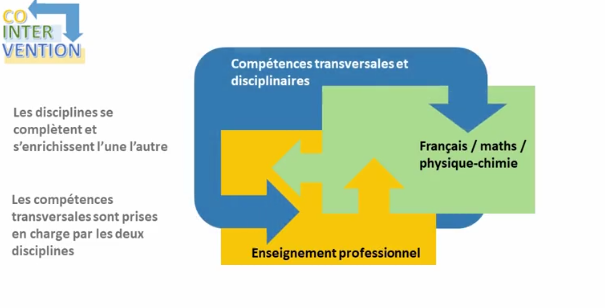 CO
INTER
VENTION
Compétences transversales et
disciplinaires
Les disciplines se
complètent et
s’enrichissent l’une l’autre
Français / maths /
physique-chimie
Les compétences
transversales sont prises
en charge par les deux
disciplines
Enseignement professionnel